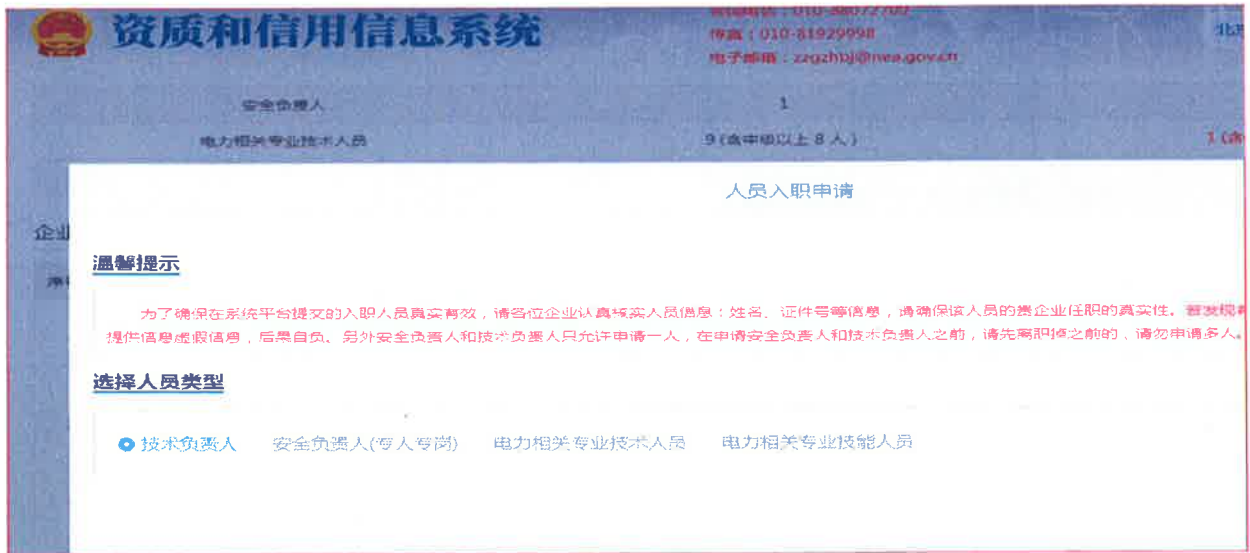 资质和信用信息系统
传真：010-81929998
电子邮箱：zzgzhbj@nea.gov.cn
安全负责人 1
电力相关专业技术人员 9 (含中级以上 8 人) 1 (含
人员入职申请
企业
温馨提示
为了确保在系统平台提交的入职人员真实有效，请各位企业认真核实人员信息：姓名、证件号等信息，请确保该人员的贵企业任职的真实性。若发现有
提供信息虚假信息，后果自负、另外安全负责人和技术负责人只允许申请一人，在申请安全负责人和技术负责人之前，请先离职掉之前的，请勿申请多人。
选择人员类型
技术负责人 安全负责人(专人专岗) 电力相关专业技术人员 电力相关专业技能人员